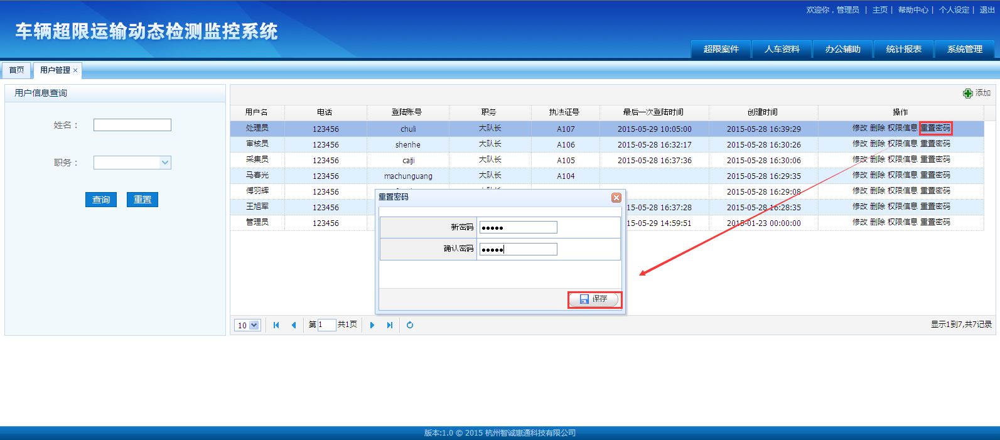 欢迎你，管理员 | 主页 | 帮助中心 | 个人设定 | 退出
车辆超限运输动态检测监控系统
超限案件 人车资料 办公辅助 统计报表 系统管理
首页 用户管理 ×
用户信息查询
姓名：
职务：
查询 重置
添加
用户名 电话 登陆账号 职务 执法证号 最后一次登陆时间 创建时间 操作
处理员 123456 chuli 大队长 A107 2015-05-29 10:05:00 2015-05-28 16:39:29 修改 删除 权限信息 重置密码
审核员 123456 shenhe 大队长 A106 2015-05-28 16:32:17 2015-05-28 16:30:26 修改 删除 权限信息 重置密码
采集员 123456 caiji 大队长 A105 2015-05-28 16:37:36 2015-05-28 16:30:06 修改 删除 权限信息 重置密码
马春光 123456 machunguang 大队长 A104 2015-05-28 16:29:35 修改 删除 权限信息 重置密码
傅羽辉 123456 2015-05-28 16:29:08 修改 删除 权限信息 重置密码
王旭军 123456 15-05-28 16:37:28 2015-05-28 16:28:35 修改 删除 权限信息 重置密码
管理员 123456 15-05-29 14:59:51 2015-01-23 00:00:00 修改 删除 权限信息 重置密码
重置密码
新密码 ●●●●●
确认密码 ●●●●●
保存
10 第 1 共1页 显示1到7,共7记录
版本:1.0 © 2015 杭州智诚惠通科技有限公司